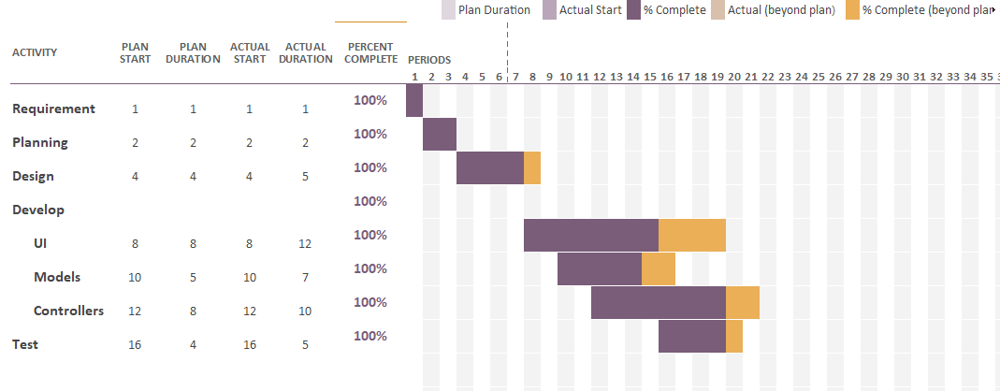 Plan Duration Actual Start % Complete Actual (beyond plan) % Complete (beyond plan
ACTIVITY PLAN START PLAN DURATION ACTUAL START ACTUAL DURATION PERCENT COMPLETE PERIODS
1 2 3 4 5 6 7 8 9 10 11 12 13 14 15 16 17 18 19 20 21 22 23 24 25 26 27 28 29 30 31 32 33 34 35
Requirement 1 1 1 1 100%
Planning 2 2 2 2 100%
Design 4 4 4 5 100%
Develop 100%
UI 8 8 8 12 100%
Models 10 5 10 7 100%
Controllers 12 8 12 10 100%
Test 16 4 16 5 100%